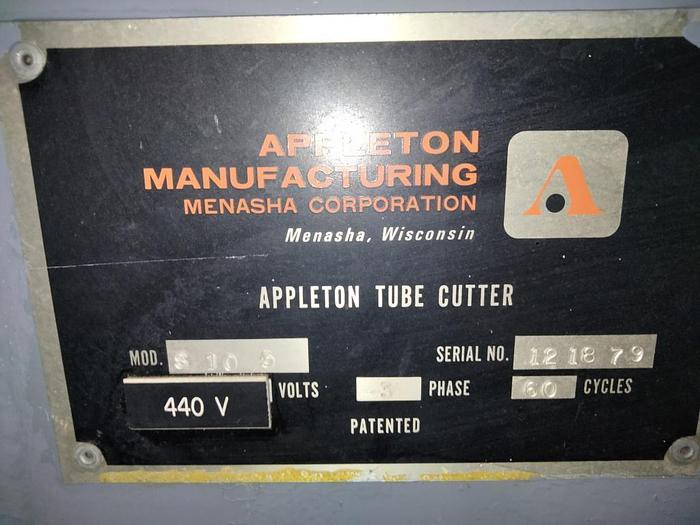 APPLETON
MANUFACTURING
MENASHA CORPORATION
Menasha, Wisconsin
A
APPLETON TUBE CUTTER
MOD. S 10 SERIAL NO. 12 18 79
440 V VOLTS 3 PHASE 60 CYCLES
PATENTED